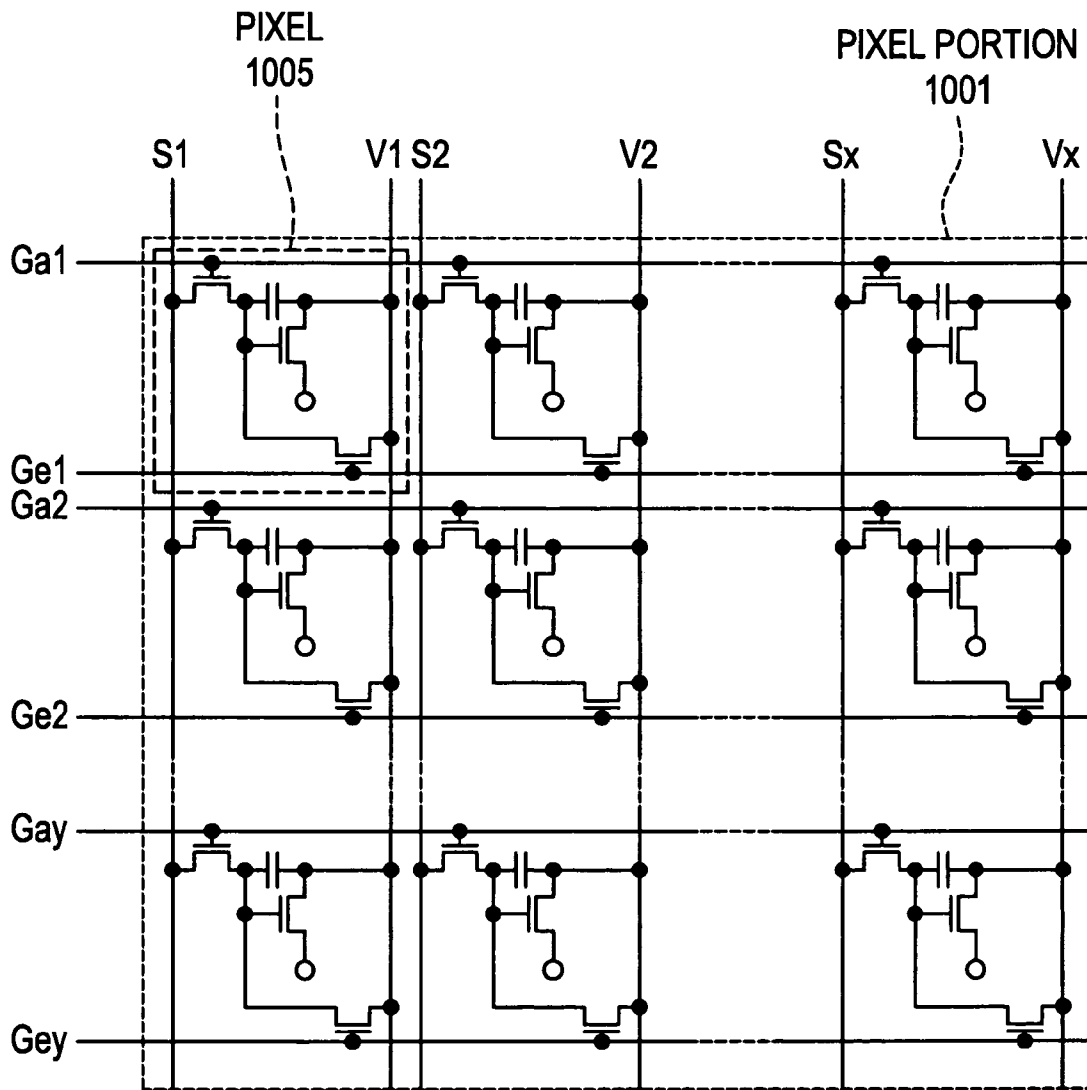 PIXEL
1005
PIXEL PORTION
1001
S1
V1
S2
V2
Sx
Vx
Ga1
Ge1
Ga2
Ge2
Gay
Gey